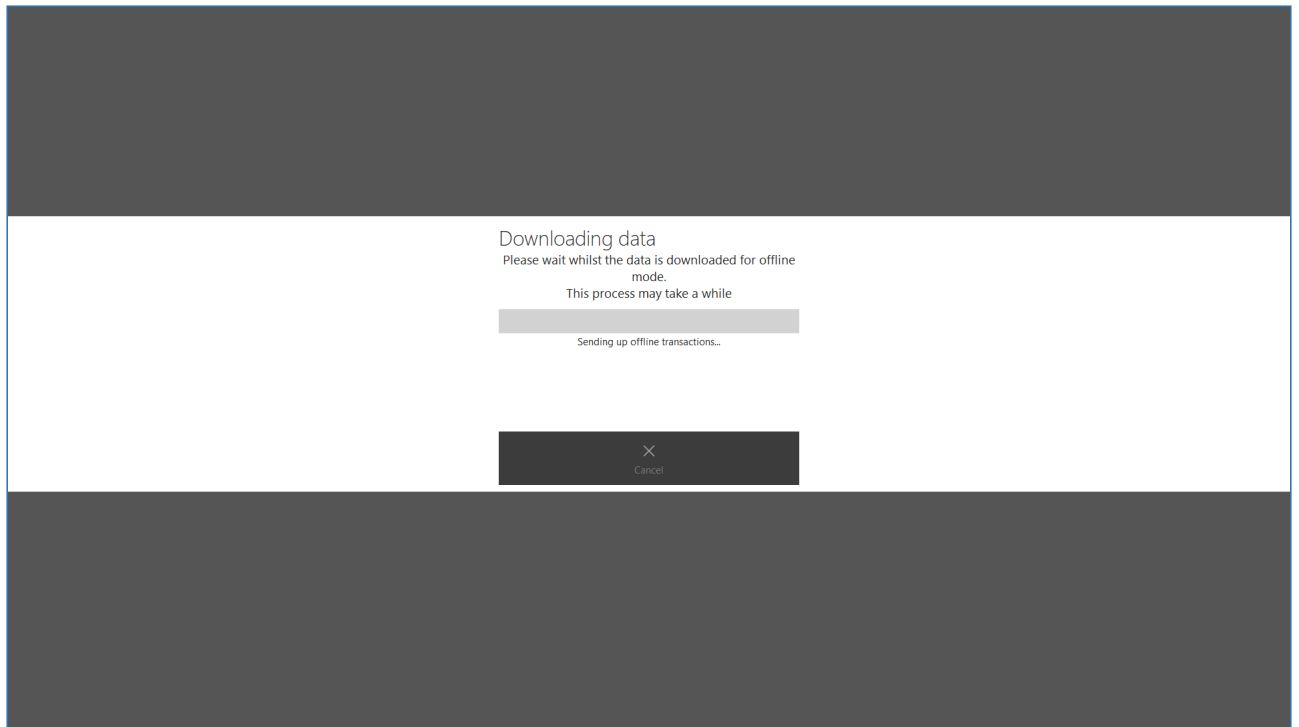 Downloading data
Please wait whilst the data is downloaded for offline
mode.
This process may take a while
Sending up offline transactions...
Cancel